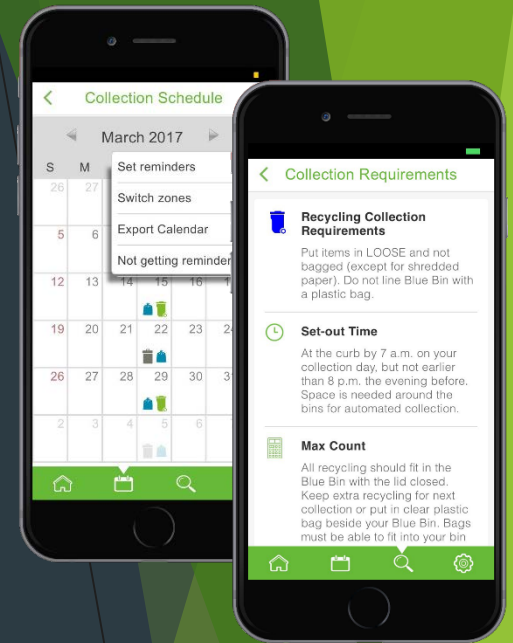 Collection Schedule
March 2017
S M
Set reminders
Switch zones
Export Calendar
Not getting reminder
26 27
5 6
12 13 14 15 16
19 20 21 22 23 24
26 27 28 29 30 31
2 3 4 5 6
Collection Requirements
Recycling Collection
Requirements
Put items in LOOSE and not
bagged (except for shredded
paper). Do not line Blue Bin with
a plastic bag.
Set-out Time
At the curb by 7 a.m. on your
collection day, but not earlier
than 8 p.m. the evening before.
Space is needed around the
bins for automated collection.
Max Count
All recycling should fit in the
Blue Bin with the lid closed.
Keep extra recycling for next
collection or put in clear plastic
bag beside your Blue Bin. Bags
must be able to fit into your bin